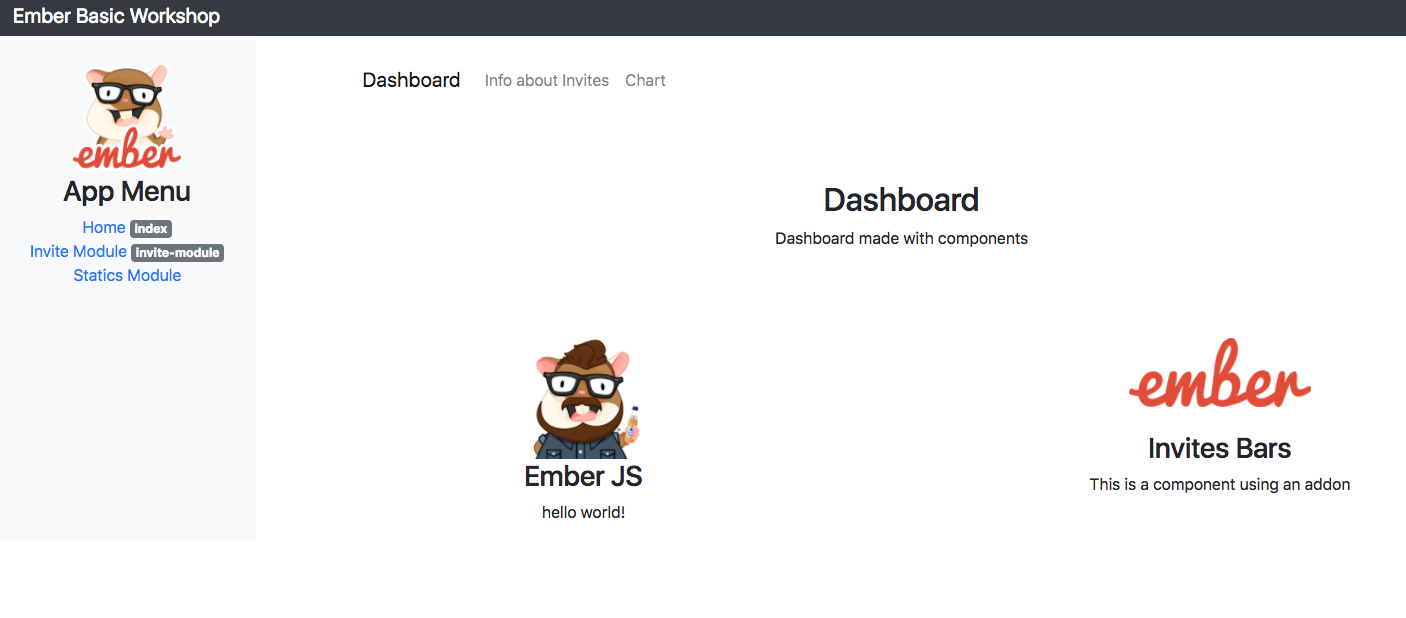 Ember Basic Workshop
ember
App Menu
Home index
Invite Module invite-module
Statics Module
Dashboard Info about Invites Chart
Dashboard
Dashboard made with components
Ember JS
hello world!
ember
Invites Bars
This is a component using an addon